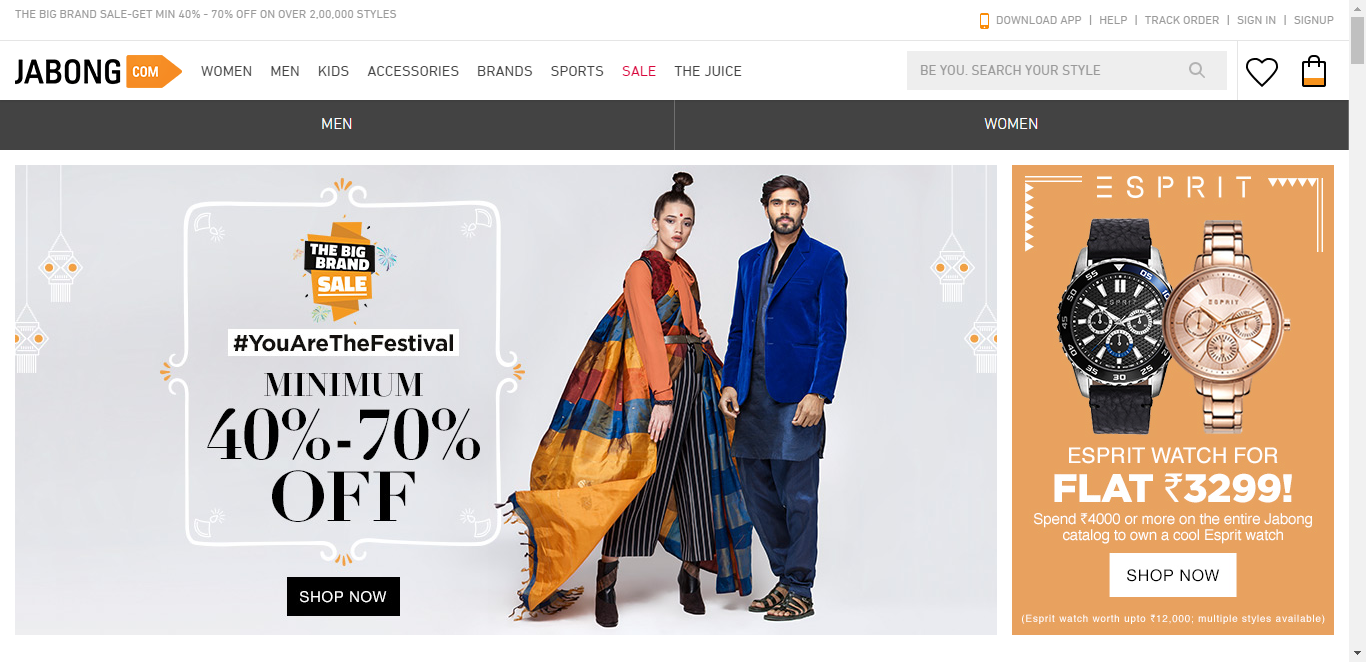 THE BIG BRAND SALE-GET MIN 40% - 70% OFF ON OVER 2,00,000 STYLES
DOWNLOAD APP | HELP | TRACK ORDER | SIGN IN | SIGNUP
JABONG COM
WOMEN MEN KIDS ACCESSORIES BRANDS SPORTS SALE THE JUICE
BE YOU. SEARCH YOUR STYLE
MEN
WOMEN
THE BIG
BRAND
SALE
#YouAreTheFestival
MINIMUM
40%-70%
OFF
SHOP NOW
ESPRIT
ESPRIT
ESPRIT
ESPRIT WATCH FOR
FLAT ₹3299!
Spend ₹4000 or more on the entire Jabong
catalog to own a cool Esprit watch
SHOP NOW
(Esprit watch worth upto ₹12,000; multiple styles available)